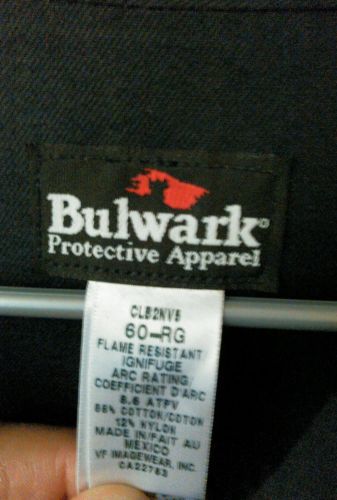 Bulwark®
Protective Apparel
CLB2NV5
60-RG
FLAME RESISTANT
IGNIFUGE
ARC RATING/
COEFFICIENT D'ARC
8.6 ATPV
88% COTTON/COTON
12% NYLON
MADE IN/FAIT AU
MEXICO
VF IMAGEWEAR, INC.
CA22763